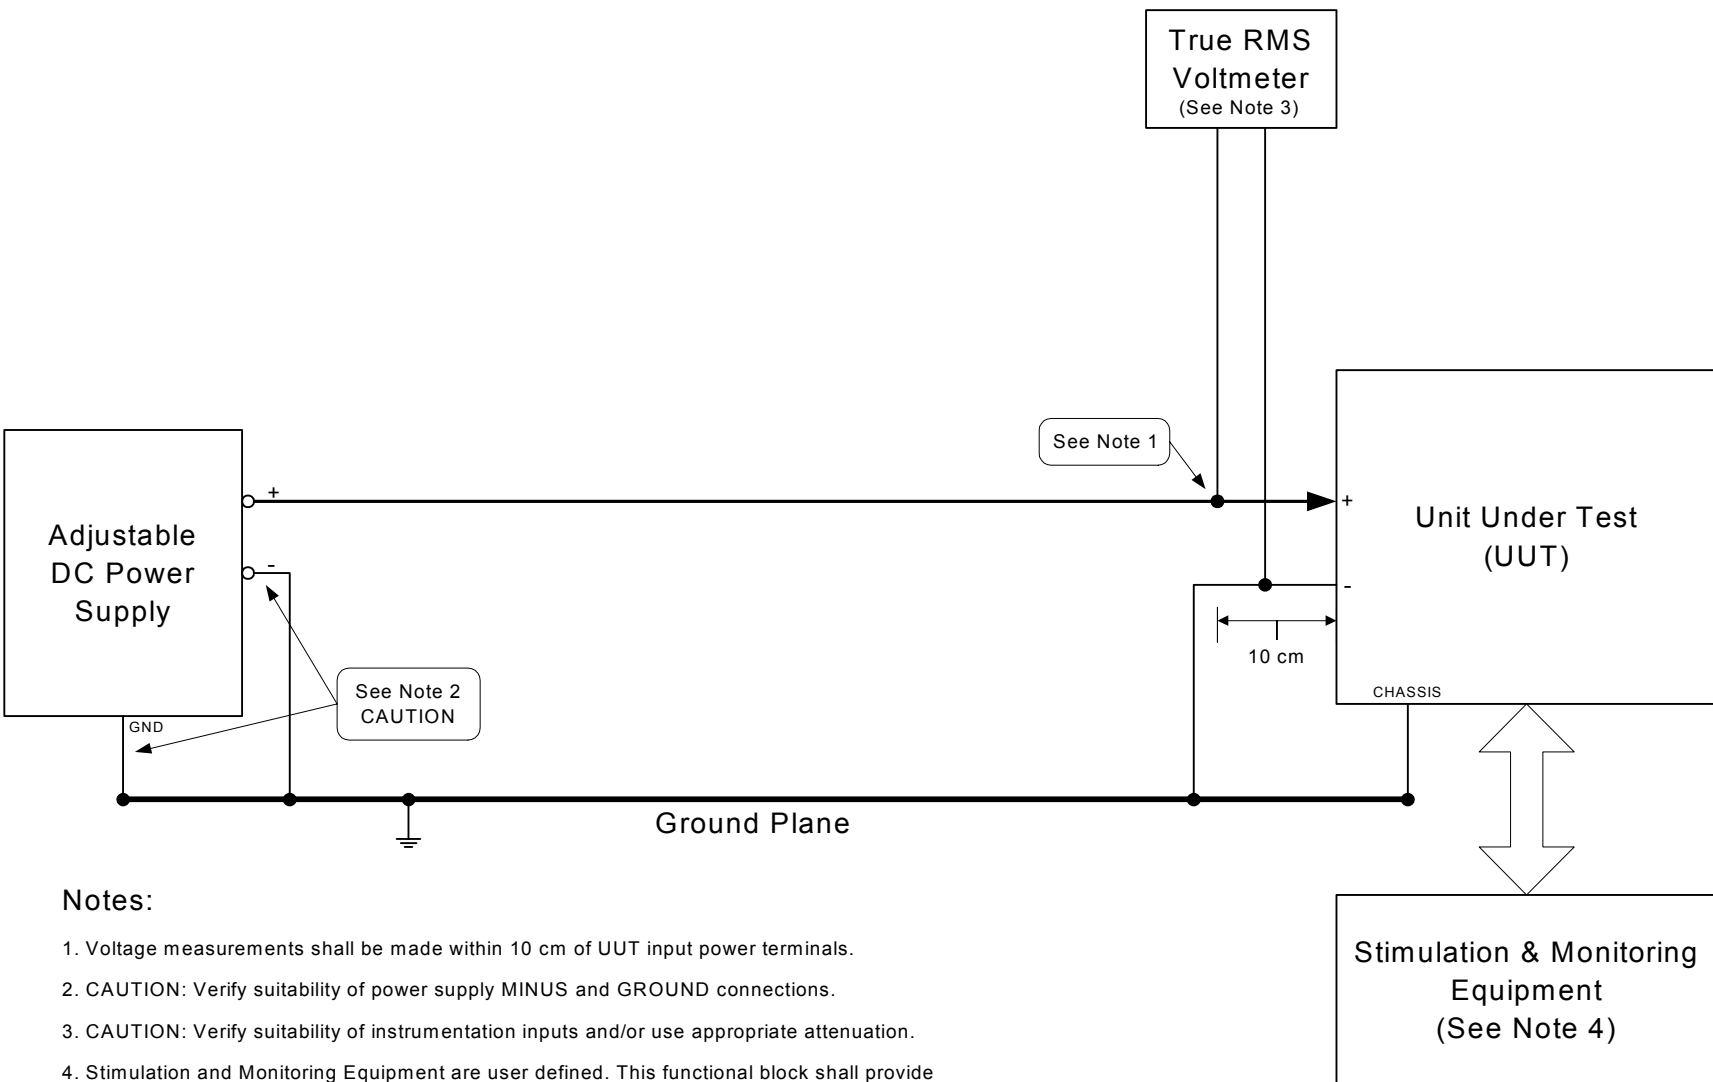 True RMS
Voltmeter
(See Note 3)
See Note 1
+
+
Adjustable
DC Power
Supply
-
Unit Under Test
(UUT)
-
10 cm
See Note 2
CAUTION
CHASSIS
GND
Ground Plane
Notes:
1. Voltage measurements shall be made within 10 cm of UUT input power terminals.
2. CAUTION: Verify suitability of power supply MINUS and GROUND connections.
3. CAUTION: Verify suitability of instrumentation inputs and/or use appropriate attenuation.
4. Stimulation and Monitoring Equipment are user defined. This functional block shall provide
Stimulation & Monitoring
Equipment
(See Note 4)